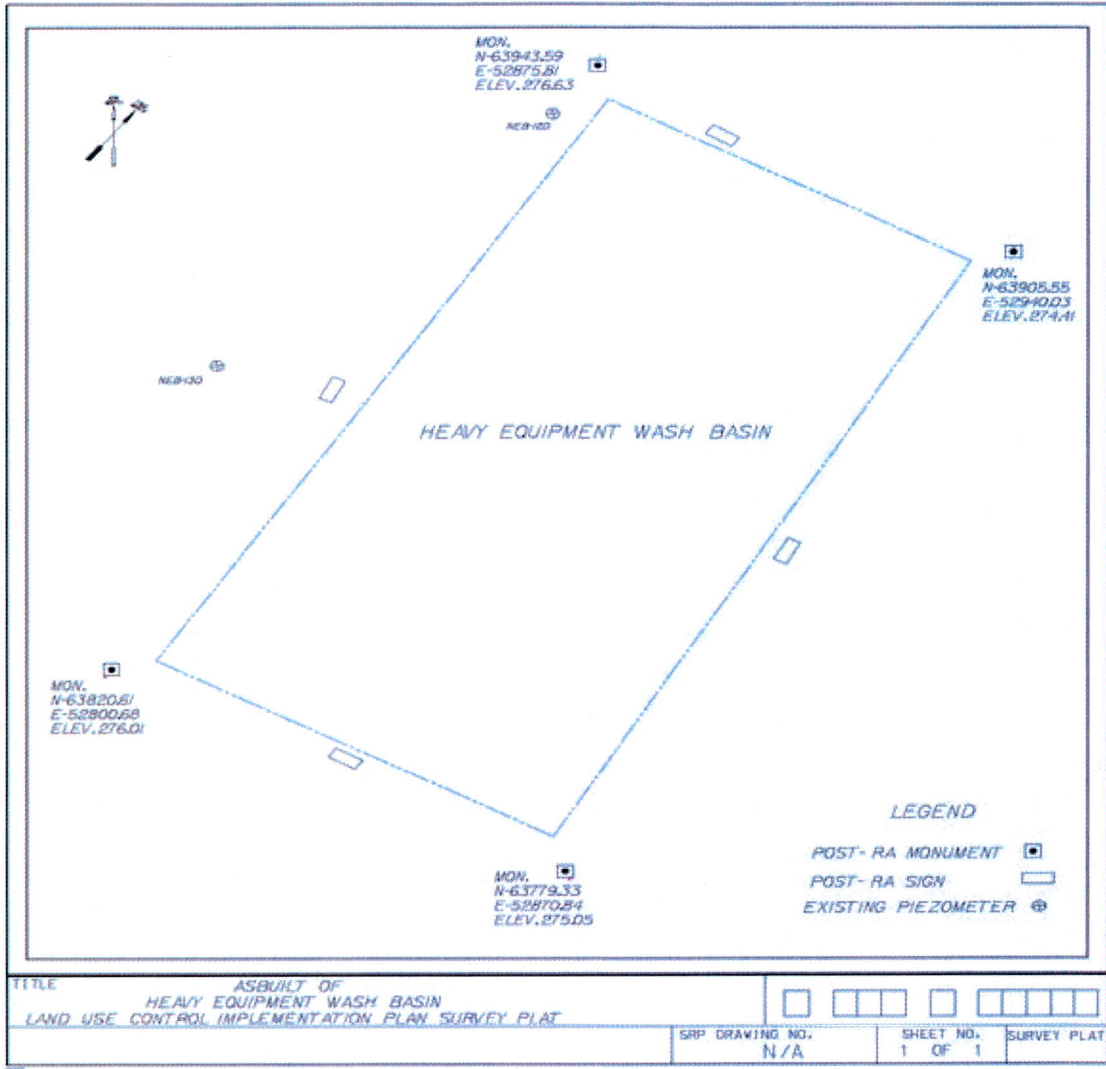 MON.
N-63943.59
E-52875.81
ELEV.276.63
NEB-12D
MON.
N-63905.55
E-52940.03
ELEV.274.41
NEB-13D
HEAVY EQUIPMENT WASH BASIN
MON.
N-63820.61
E-52800.68
ELEV.276.01
MON.
N-63779.33
E-52870.84
ELEV.275.05
LEGEND
POST-RA MONUMENT
POST-RA SIGN
EXISTING PIEZOMETER
TITLE
ASBUILT OF
HEAVY EQUIPMENT WASH BASIN
LAND USE CONTROL IMPLEMENTATION PLAN SURVEY PLAT
SRP DRAWING NO.
N/A
SHEET NO.
1 OF 1
SURVEY PLAT